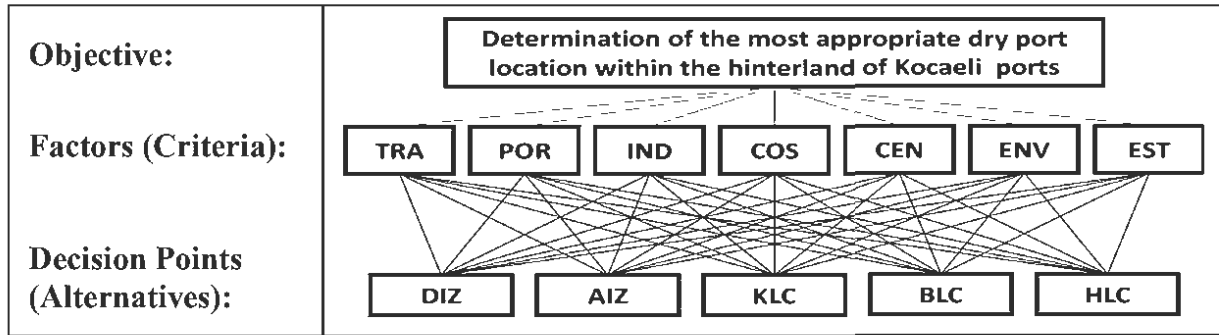 Objective:
Determination of the most appropriate dry port
location within the hinterland of Kocaeli ports
Factors (Criteria):
TRA POR IND COS CEN ENV EST
Decision Points
(Alternatives):
DIZ AIZ KLC BLC HLC